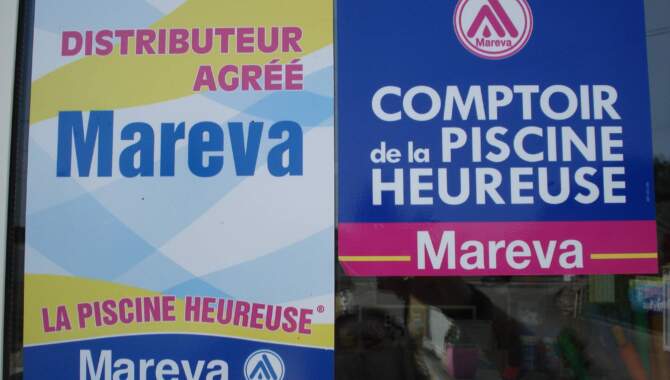 DISTRIBUTEUR
AGRÉÉ
Mareva
LA PISCINE HEUREUSE®
Mareva
Mareva
COMPTOIR
de la PISCINE
HEUREUSE
Mareva